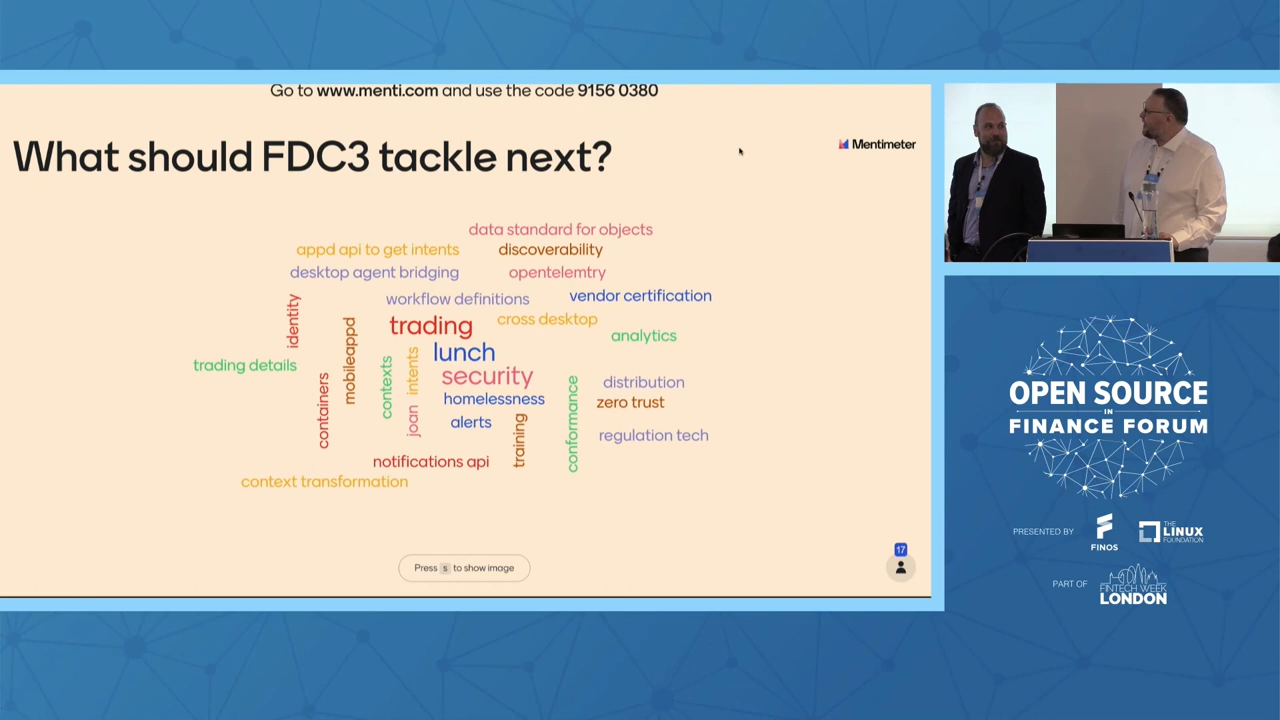 Go to www.menti.com and use the code 9156 0380
What should FDC3 tackle next?
Mentimeter
data standard for objects
appd api to get intents
discoverability
desktop agent bridging
opentelemtry
workflow definitions
vendor certification
identity
mobileappd
trading
cross desktop
analytics
trading details
containers
contexts
intents
lunch
security
joan
homelessness
conformance
distribution
zero trust
alerts
training
regulation tech
notifications api
context transformation
Press s to show image
17
OPEN SOURCE
IN
FINANCE FORUM
PRESENTED BY
FINOS
THE
LINUX
FOUNDATION
PART OF
FINTECH WEEK
LONDON